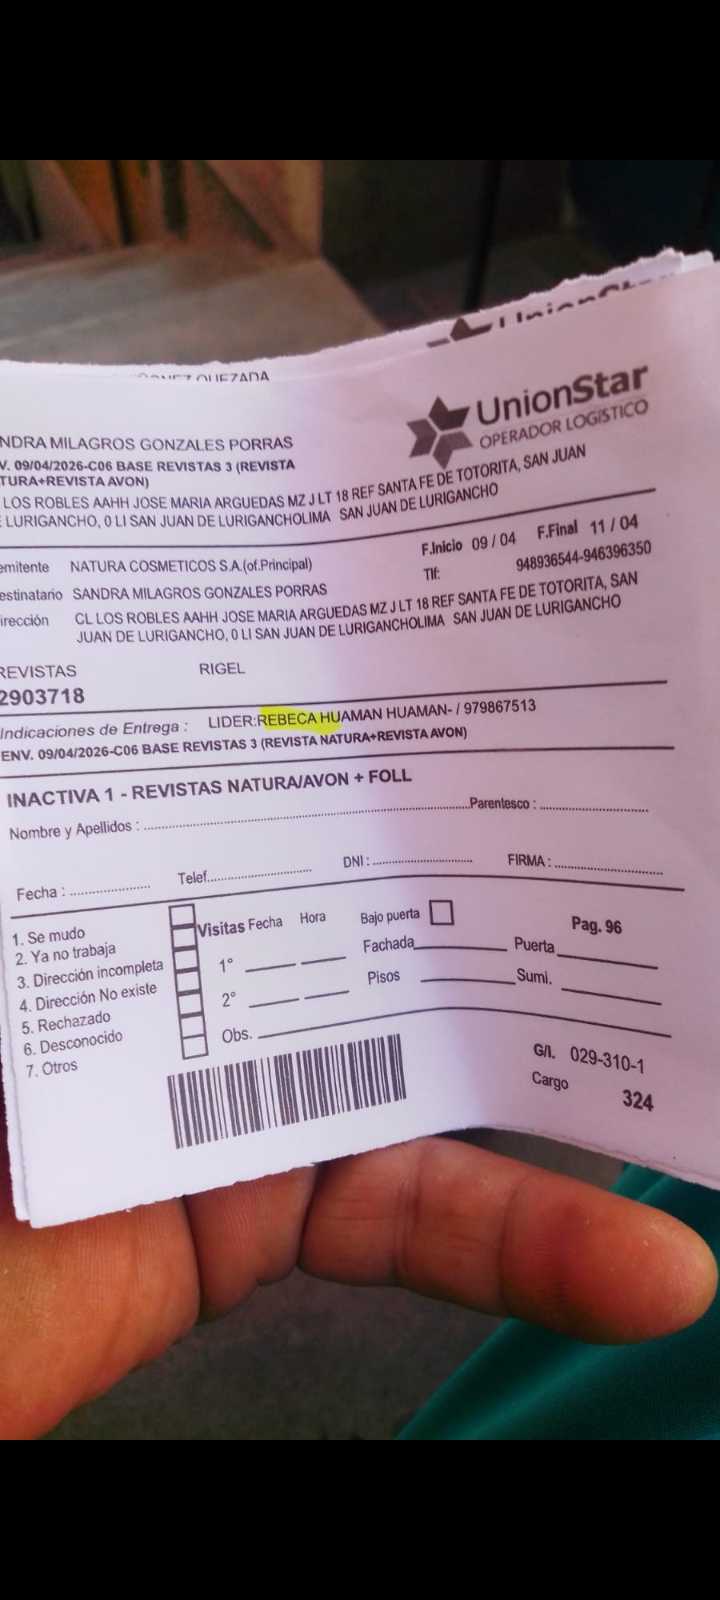 UnionStar
QUEZADA
UnionStar
OPERADOR LOGíSTICO
NDRA MILAGROS GONZALES PORRAS
V. 09/04/2026-C06 BASE REVISTAS 3 (REVISTA
TURA+REVISTA AVON)
LOS ROBLES AAHH JOSE MARIA ARGUEDAS MZ J LT 18 REF SANTA FE DE TOTORITA, SAN JUAN
E LURIGANCHO, 0 LI SAN JUAN DE LURIGANCHOLIMA SAN JUAN DE LURIGANCHO
F.Inicio 09 / 04 F.Final 11 / 04
emitente NATURA COSMETICOS S.A.(of.Principal)
Tlf: 948936544-946396350
estinatario SANDRA MILAGROS GONZALES PORRAS
irección CL LOS ROBLES AAHH JOSE MARIA ARGUEDAS MZ J LT 18 REF SANTA FE DE TOTORITA, SAN
JUAN DE LURIGANCHO, 0 LI SAN JUAN DE LURIGANCHOLIMA SAN JUAN DE LURIGANCHO
REVISTAS RIGEL
2903718
Indicaciones de Entrega : LIDER:REBECA HUAMAN HUAMAN- / 979867513
ENV. 09/04/2026-C06 BASE REVISTAS 3 (REVISTA NATURA+REVISTA AVON)
INACTIVA 1 - REVISTAS NATURA/AVON + FOLL
Nombre y Apellidos : Parentesco :
Fecha : Telef. DNI : FIRMA :
1. Se mudo
2. Ya no trabaja
3. Dirección incompleta
4. Dirección No existe
5. Rechazado
6. Desconocido
7. Otros
Visitas Fecha Hora Bajo puerta Pag. 96
1° Fachada Puerta
2° Pisos Sumi.
Obs.
G/I. 029-310-1
Cargo 324